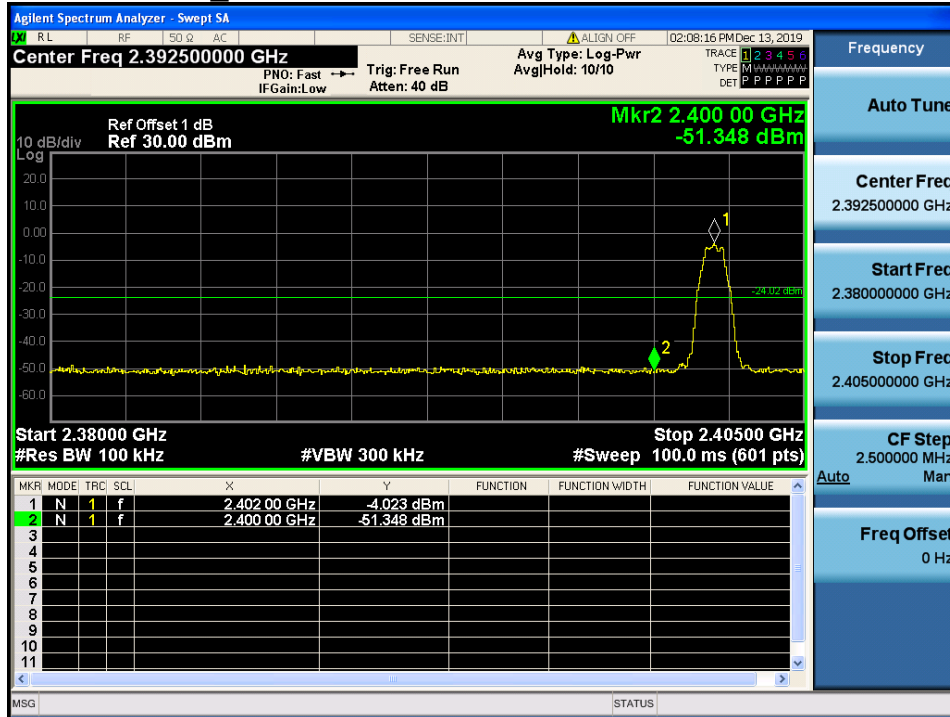 Agilent Spectrum Analyzer - Swept SA
LXI RL RF 50 Ω AC SENSE:INT ALIGN OFF 02:08:16 PM Dec 13, 2019
Center Freq 2.392500000 GHz
PNO: Fast
IFGain:Low
Trig: Free Run
Atten: 40 dB
Avg Type: Log-Pwr
Avg|Hold: 10/10
TRACE 1 2 3 4 5 6
TYPE M WWWWW
DET P P P P P P
Mkr2 2.400 00 GHz
-51.348 dBm
Ref Offset 1 dB
10 dB/div Ref 30.00 dBm
Log
20.0
10.0
0.00
-10.0
-20.0
-30.0
-40.0
-50.0
-60.0
1
-24.02 dBm
2
Start 2.38000 GHz Stop 2.40500 GHz
#Res BW 100 kHz #VBW 300 kHz #Sweep 100.0 ms (601 pts)
MKR MODE TRC SCL X Y FUNCTION FUNCTION WIDTH FUNCTION VALUE
1 N 1 f 2.402 00 GHz -4.023 dBm
2 N 1 f 2.400 00 GHz -51.348 dBm
3
4
5
6
7
8
9
10
11
MSG STATUS
Frequency
Auto Tune
Center Freq
2.392500000 GHz
Start Freq
2.380000000 GHz
Stop Freq
2.405000000 GHz
CF Step
2.500000 MHz
Auto Man
Freq Offset
0 Hz